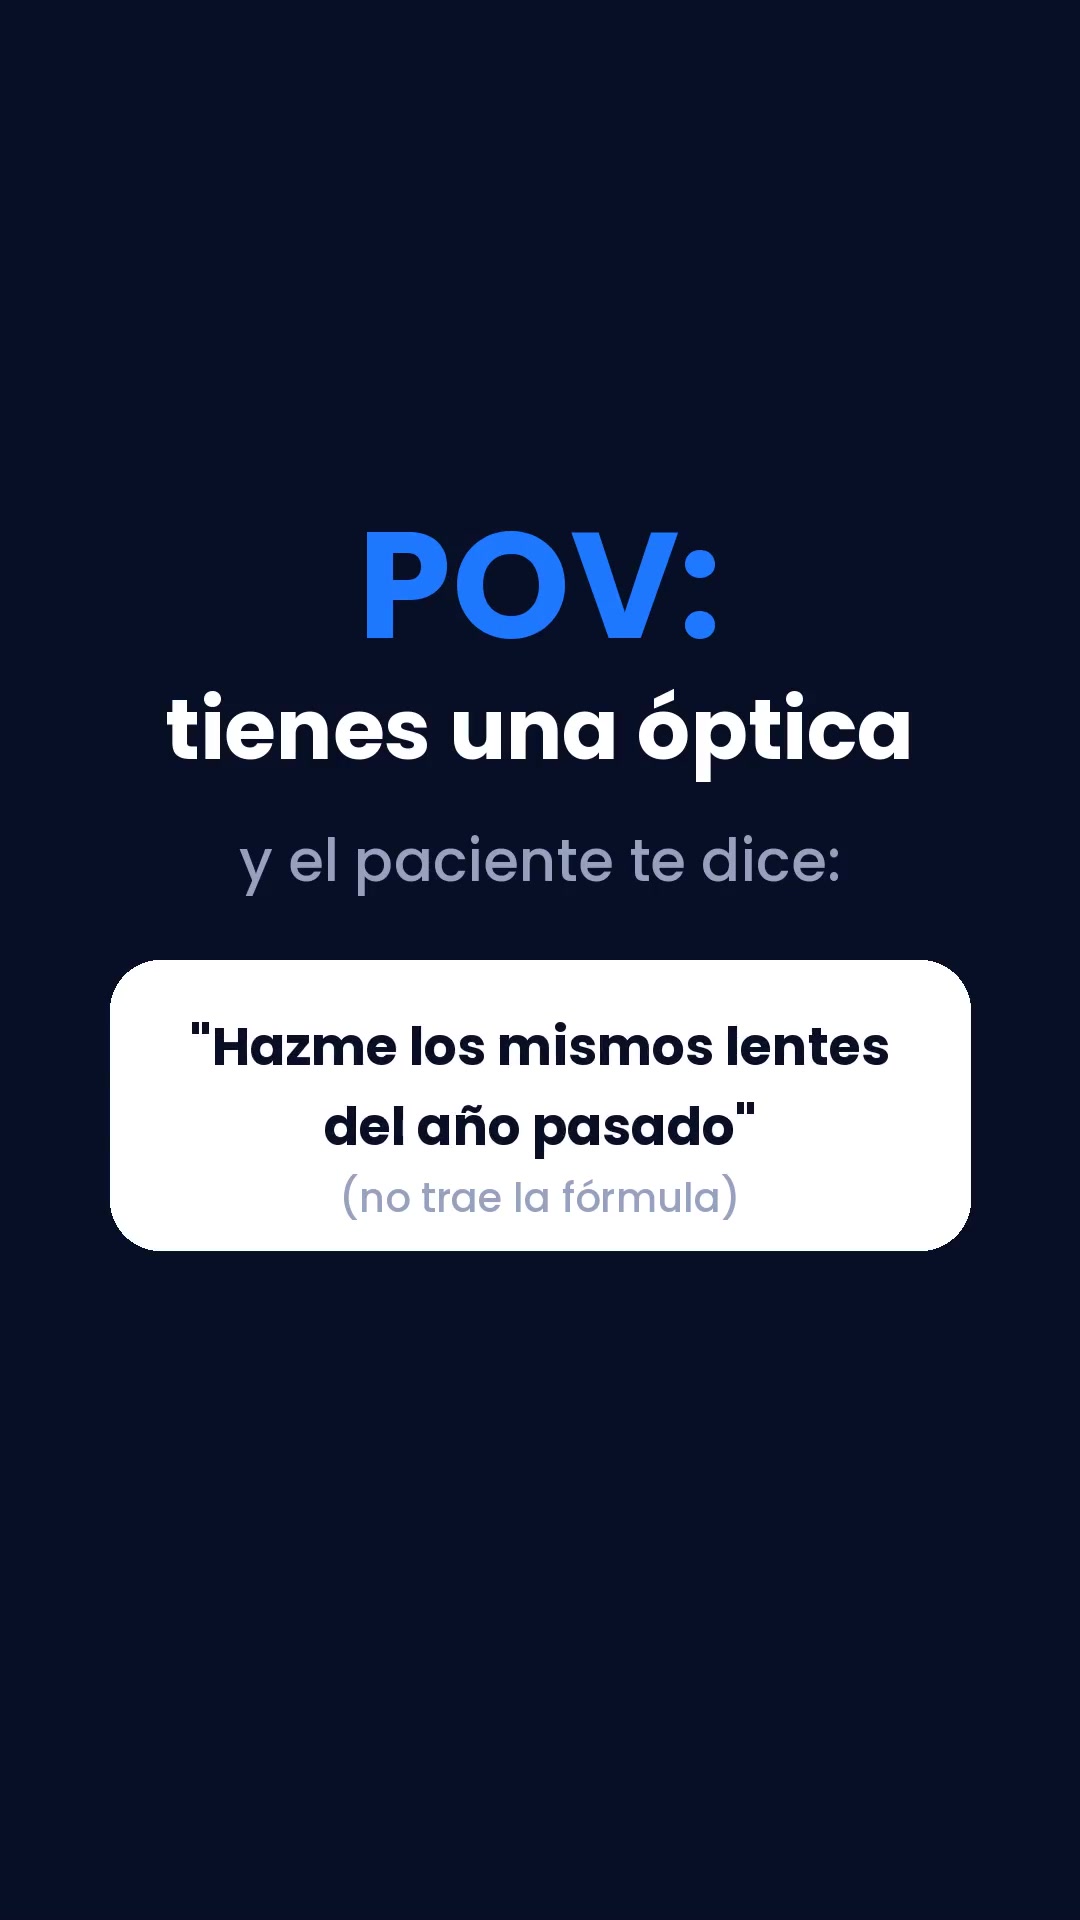 POV:
tienes una óptica
y el paciente te dice:
"Hazme los mismos lentes
del año pasado"
(no trae la fórmula)